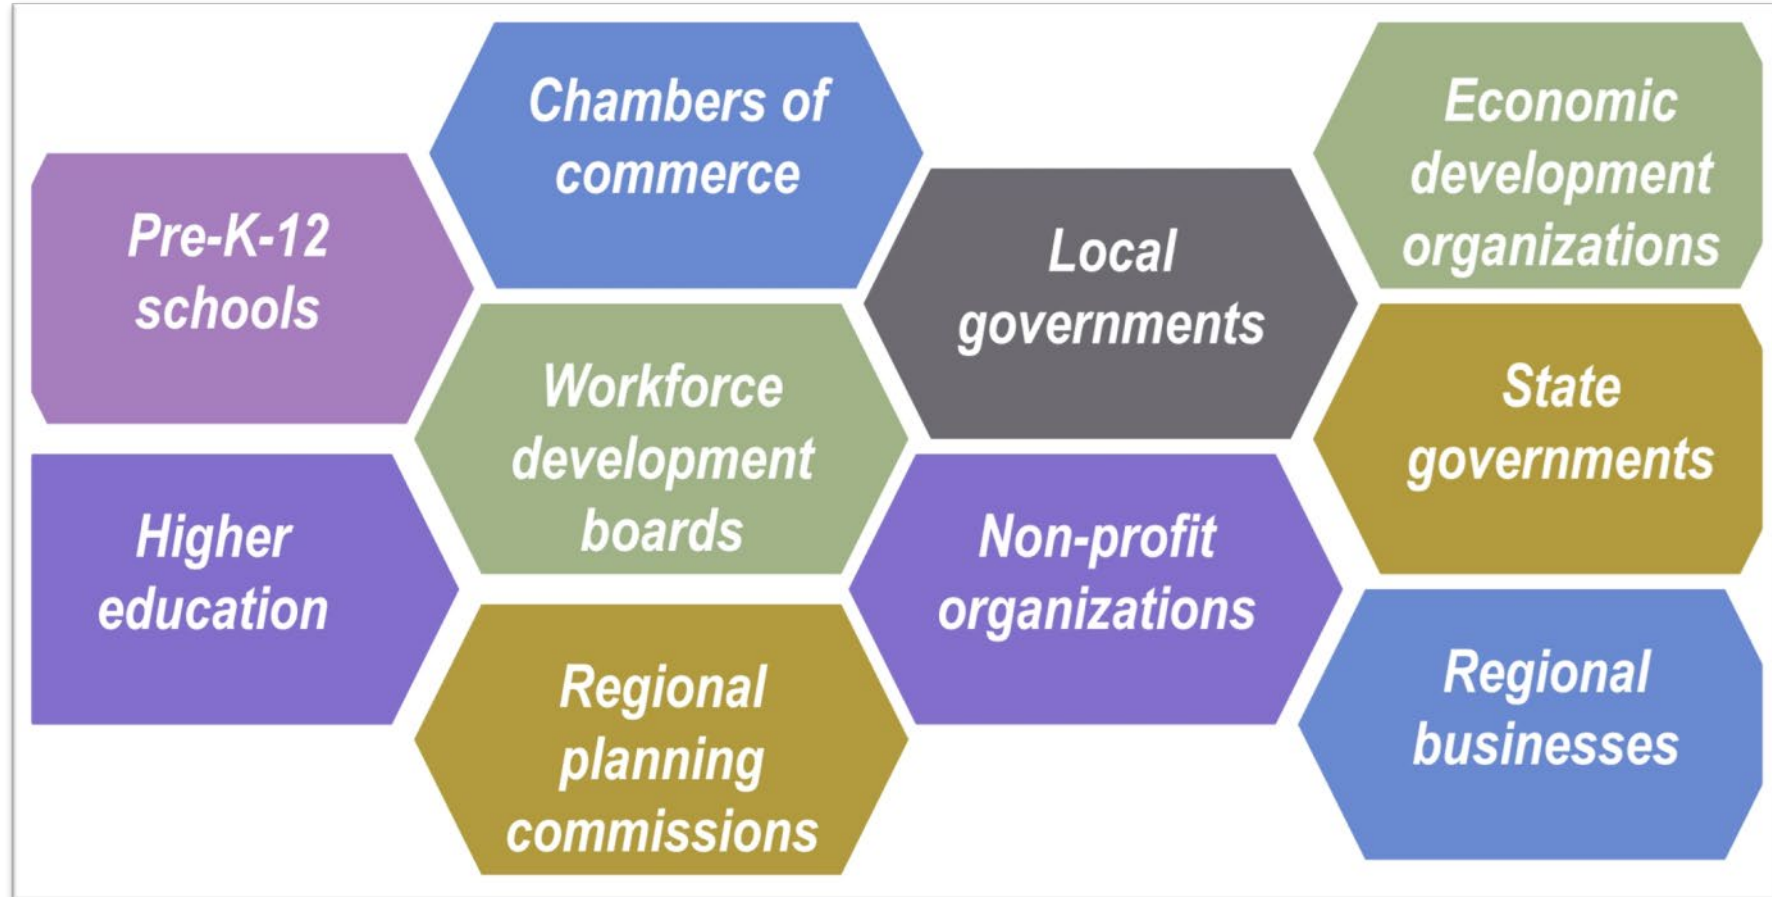 Pre-K-12
schools
Higher
education
Chambers of
commerce
Workforce
development
boards
Regional
planning
commissions
Local
governments
Non-profit
organizations
Economic
development
organizations
State
governments
Regional
businesses